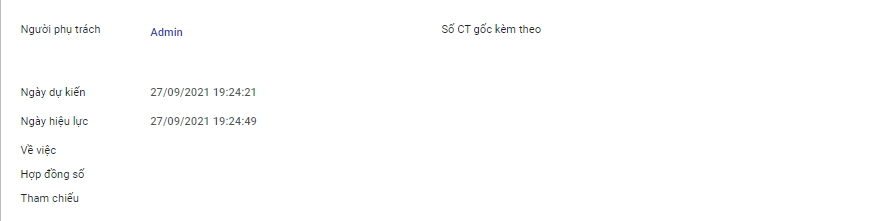 Người phụ trách Admin Số CT gốc kèm theo
Ngày dự kiến 27/09/2021 19:24:21
Ngày hiệu lực 27/09/2021 19:24:49
Về việc
Hợp đồng số
Tham chiếu